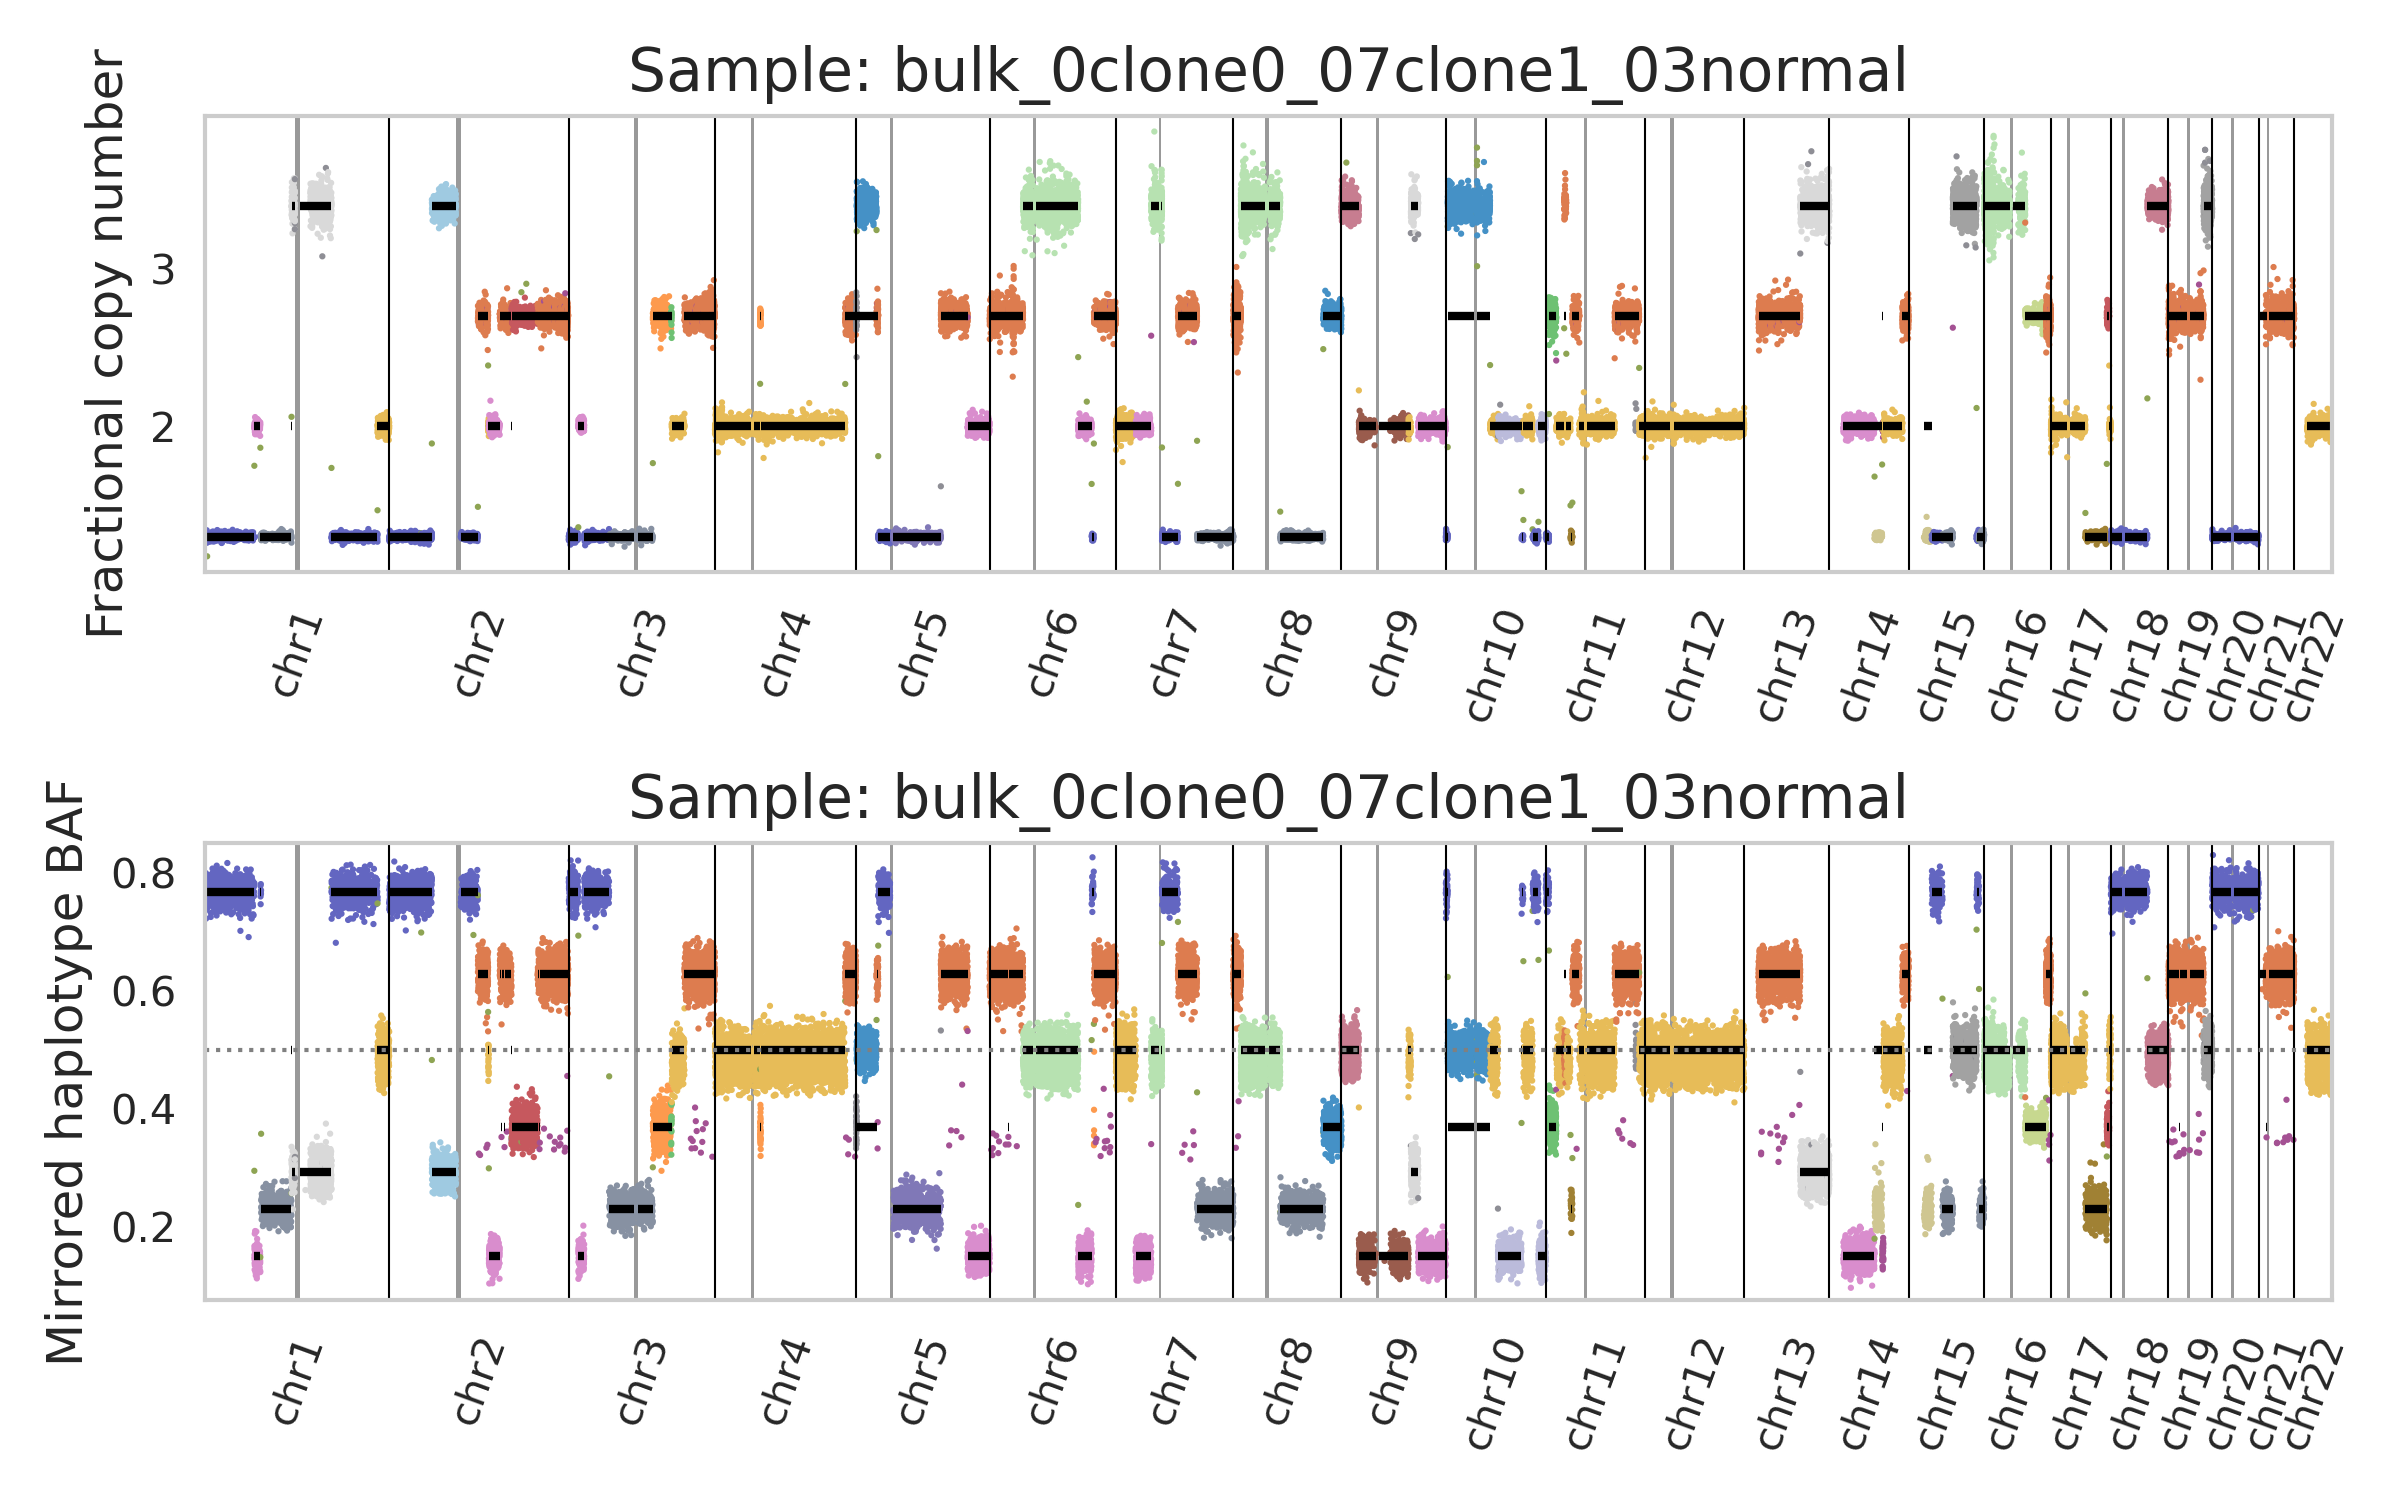 Sample: bulk_0clone0_07clone1_03normal
Fractional copy number
3
2
chr1 chr2 chr3 chr4 chr5 chr6 chr7 chr8 chr9 chr10 chr11 chr12 chr13 chr14 chr15 chr16 chr17 chr18 chr19 chr20 chr21 chr22
Sample: bulk_0clone0_07clone1_03normal
Mirrored haplotype BAF
0.8
0.6
0.4
0.2
chr1 chr2 chr3 chr4 chr5 chr6 chr7 chr8 chr9 chr10 chr11 chr12 chr13 chr14 chr15 chr16 chr17 chr18 chr19 chr20 chr21 chr22